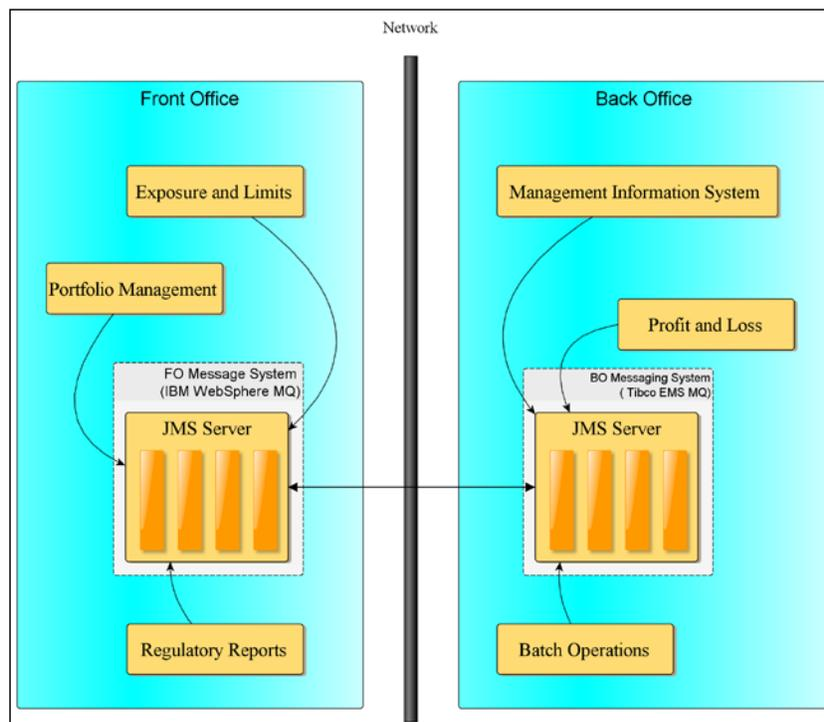 Network
Front Office
Back Office
Exposure and Limits
Management Information System
Portfolio Management
Profit and Loss
FO Message System
(IBM WebSphere MQ)
BO Messaging System
( Tibco EMS MQ)
JMS Server
JMS Server
Regulatory Reports
Batch Operations